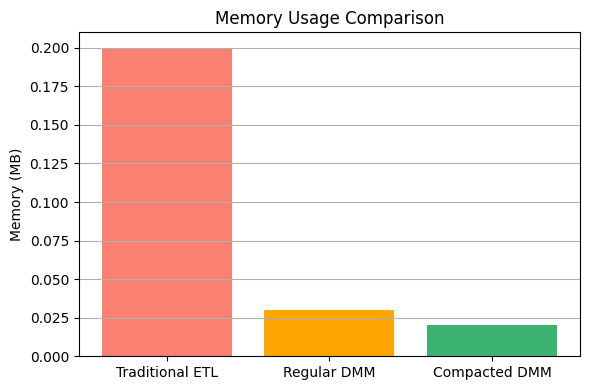 Memory Usage Comparison
Memory (MB)
0.200
0.175
0.150
0.125
0.100
0.075
0.050
0.025
0.000
Traditional ETL
Regular DMM
Compacted DMM